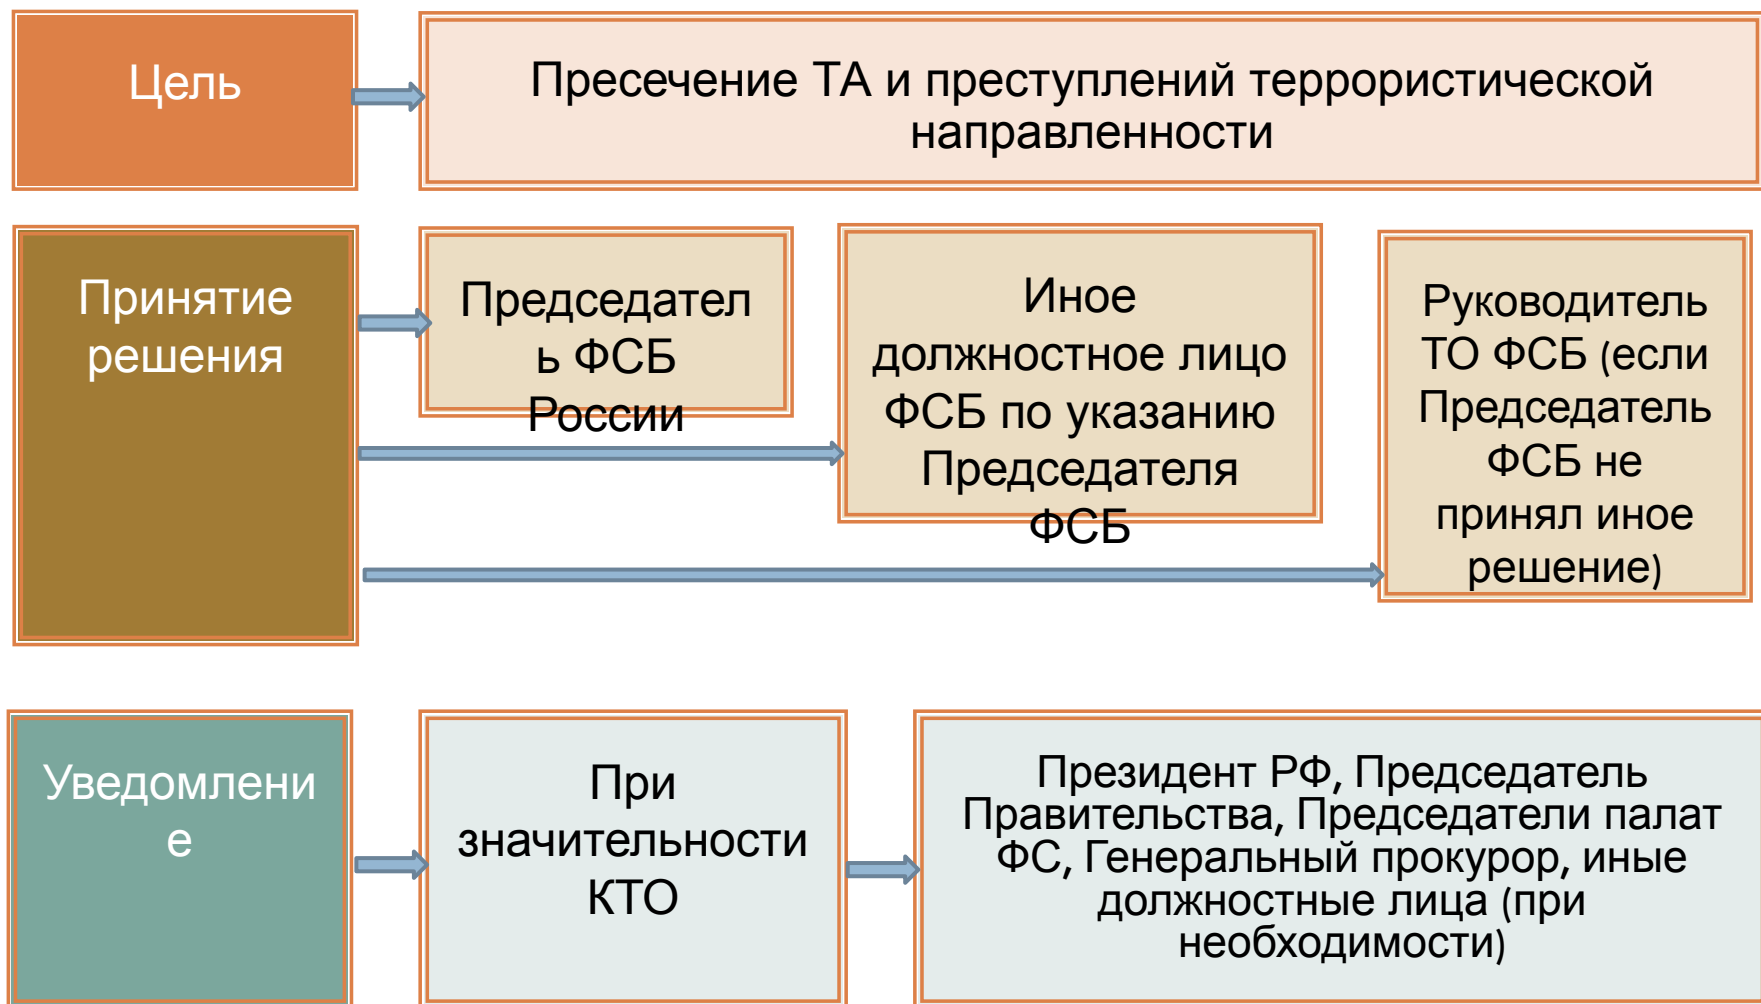 Цель
Пресечение ТА и преступлений террористической
направленности
Принятие
решения
Председател
ь ФСБ
России
Иное
должностное лицо
ФСБ по указанию
Председателя
ФСБ
Руководитель
ТО ФСБ (если
Председатель
ФСБ не
принял иное
решение)
Уведомлени
е
При
значительности
КТО
Президент РФ, Председатель
Правительства, Председатели палат
ФС, Генеральный прокурор, иные
должностные лица (при
необходимости)